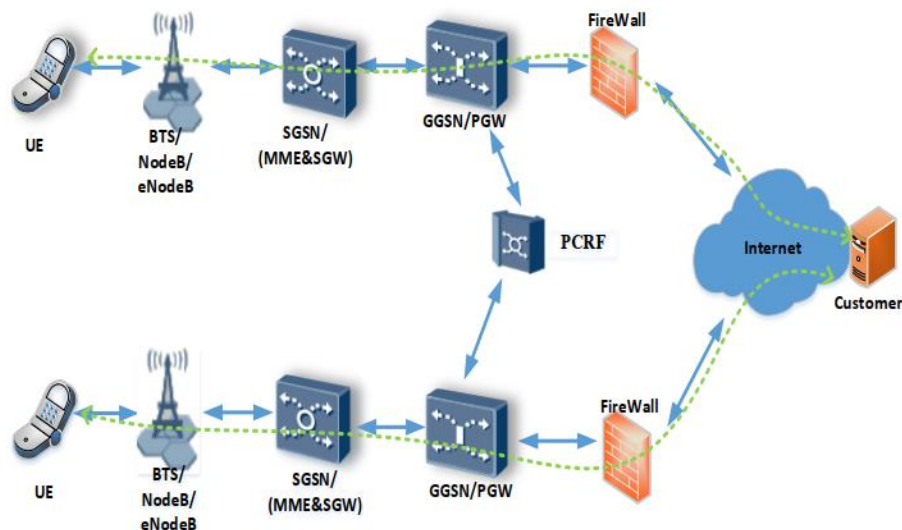 FireWall
UE
BTS/
NodeB/
eNodeB
SGSN/
(MME&SGW)
GGSN/PGW
PCRF
Internet
Customer
FireWall
UE
BTS/
NodeB/
eNodeB
SGSN/
(MME&SGW)
GGSN/PGW